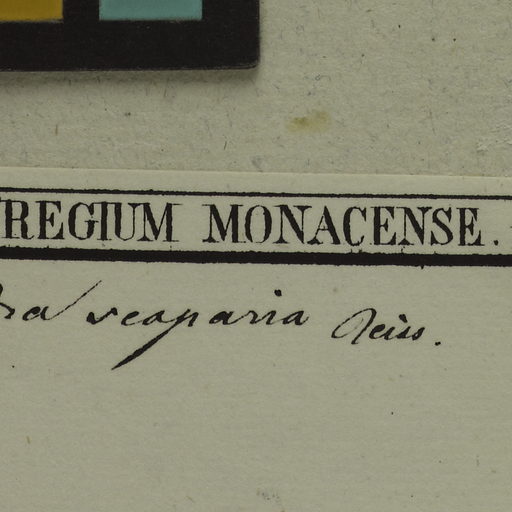 REGIUM MONACENSE.
scoparia Reiss.